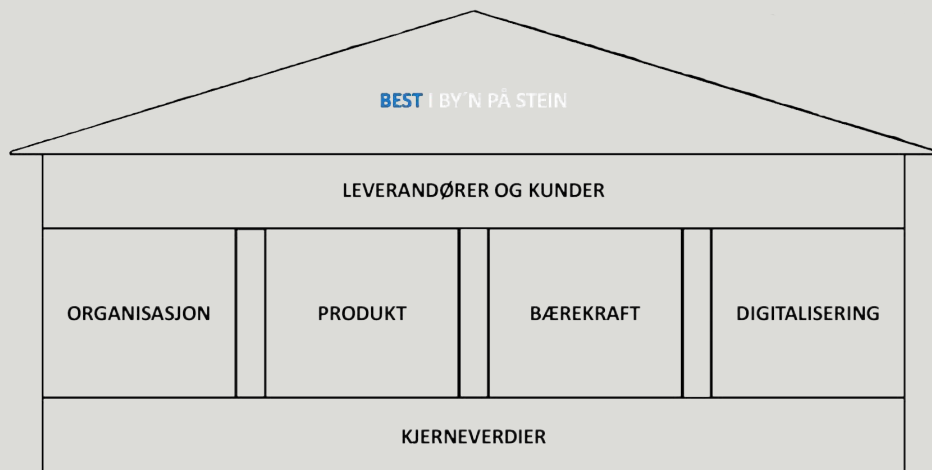 BEST I BY´N PÅ STEIN
LEVERANDØRER OG KUNDER
ORGANISASJON
PRODUKT
BÆREKRAFT
DIGITALISERING
KJERNEVERDIER